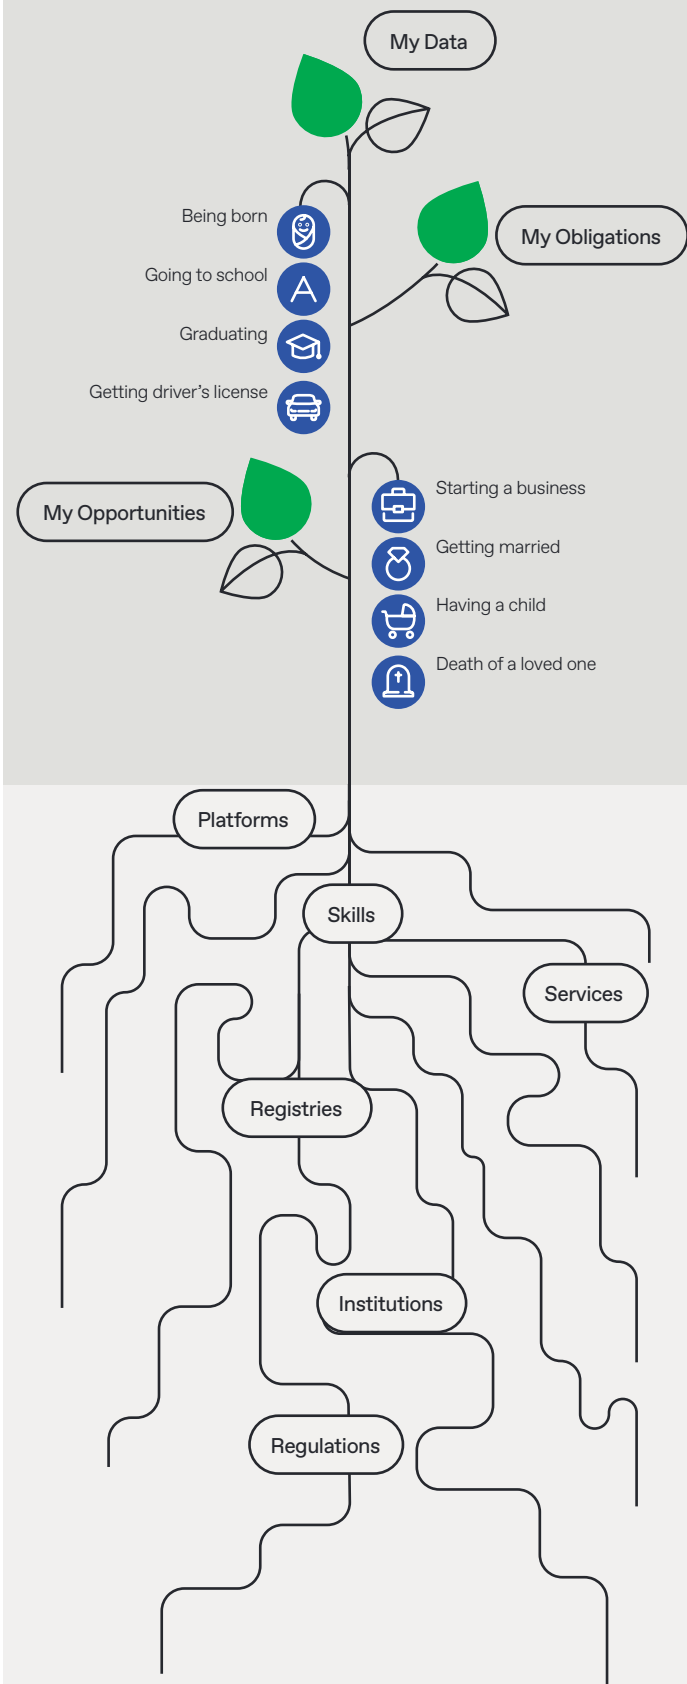 My Data
Being born
My Obligations
Going to school
Graduating
Getting driver’s license
My Opportunities
Starting a business
Getting married
Having a child
Death of a loved one
Platforms
Skills
Services
Registries
Institutions
Regulations